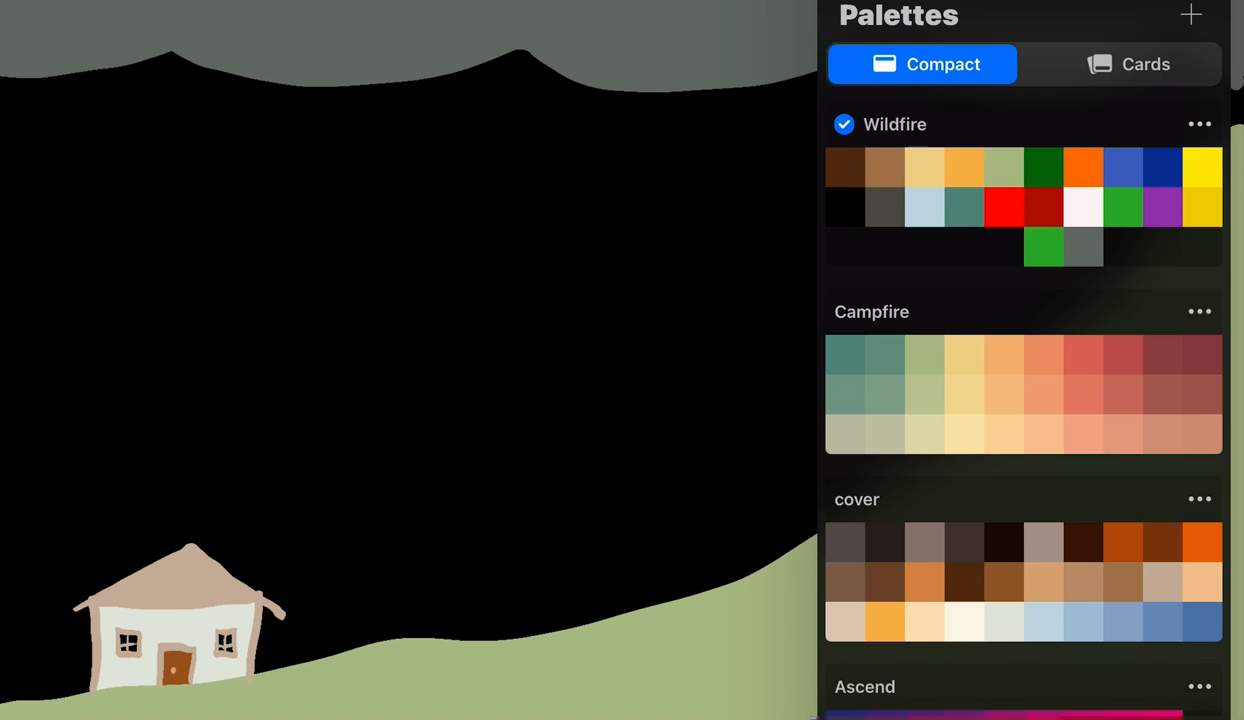 Palettes
Compact
Cards
Wildfire
Campfire
cover
Ascend